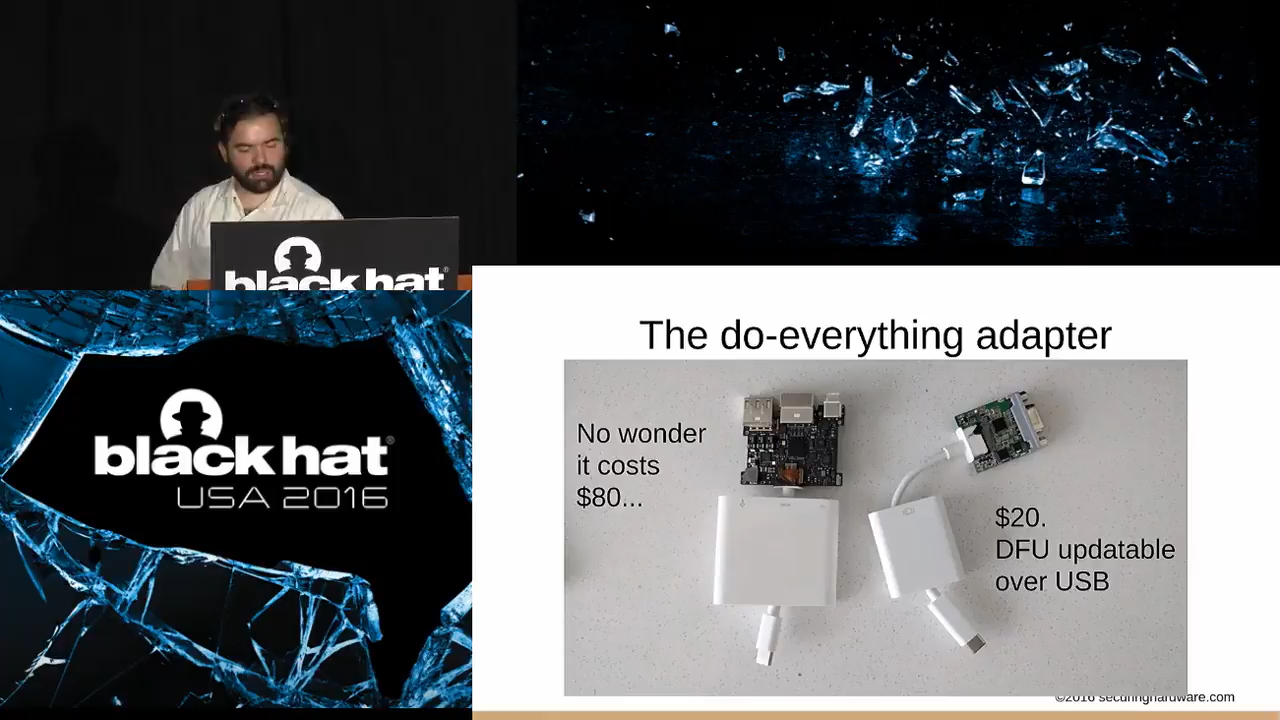 black hat®
The do-everything adapter
No wonder
it costs
$80...
$20.
DFU updatable
over USB
black hat®
USA 2016
©2016 securinghardware.com